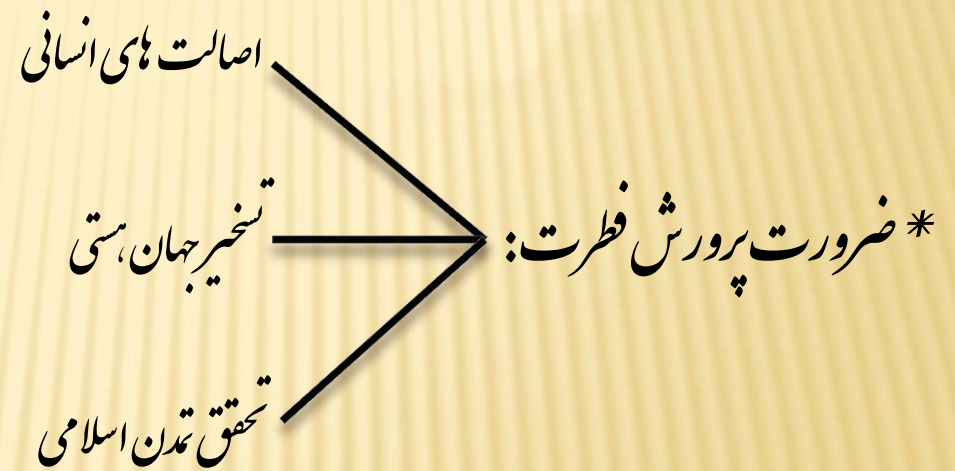 * ضرورت پرورش فطرت:
اصالت های انسانی
تسخیر جهان هستی
تحقق تمدن اسلامی